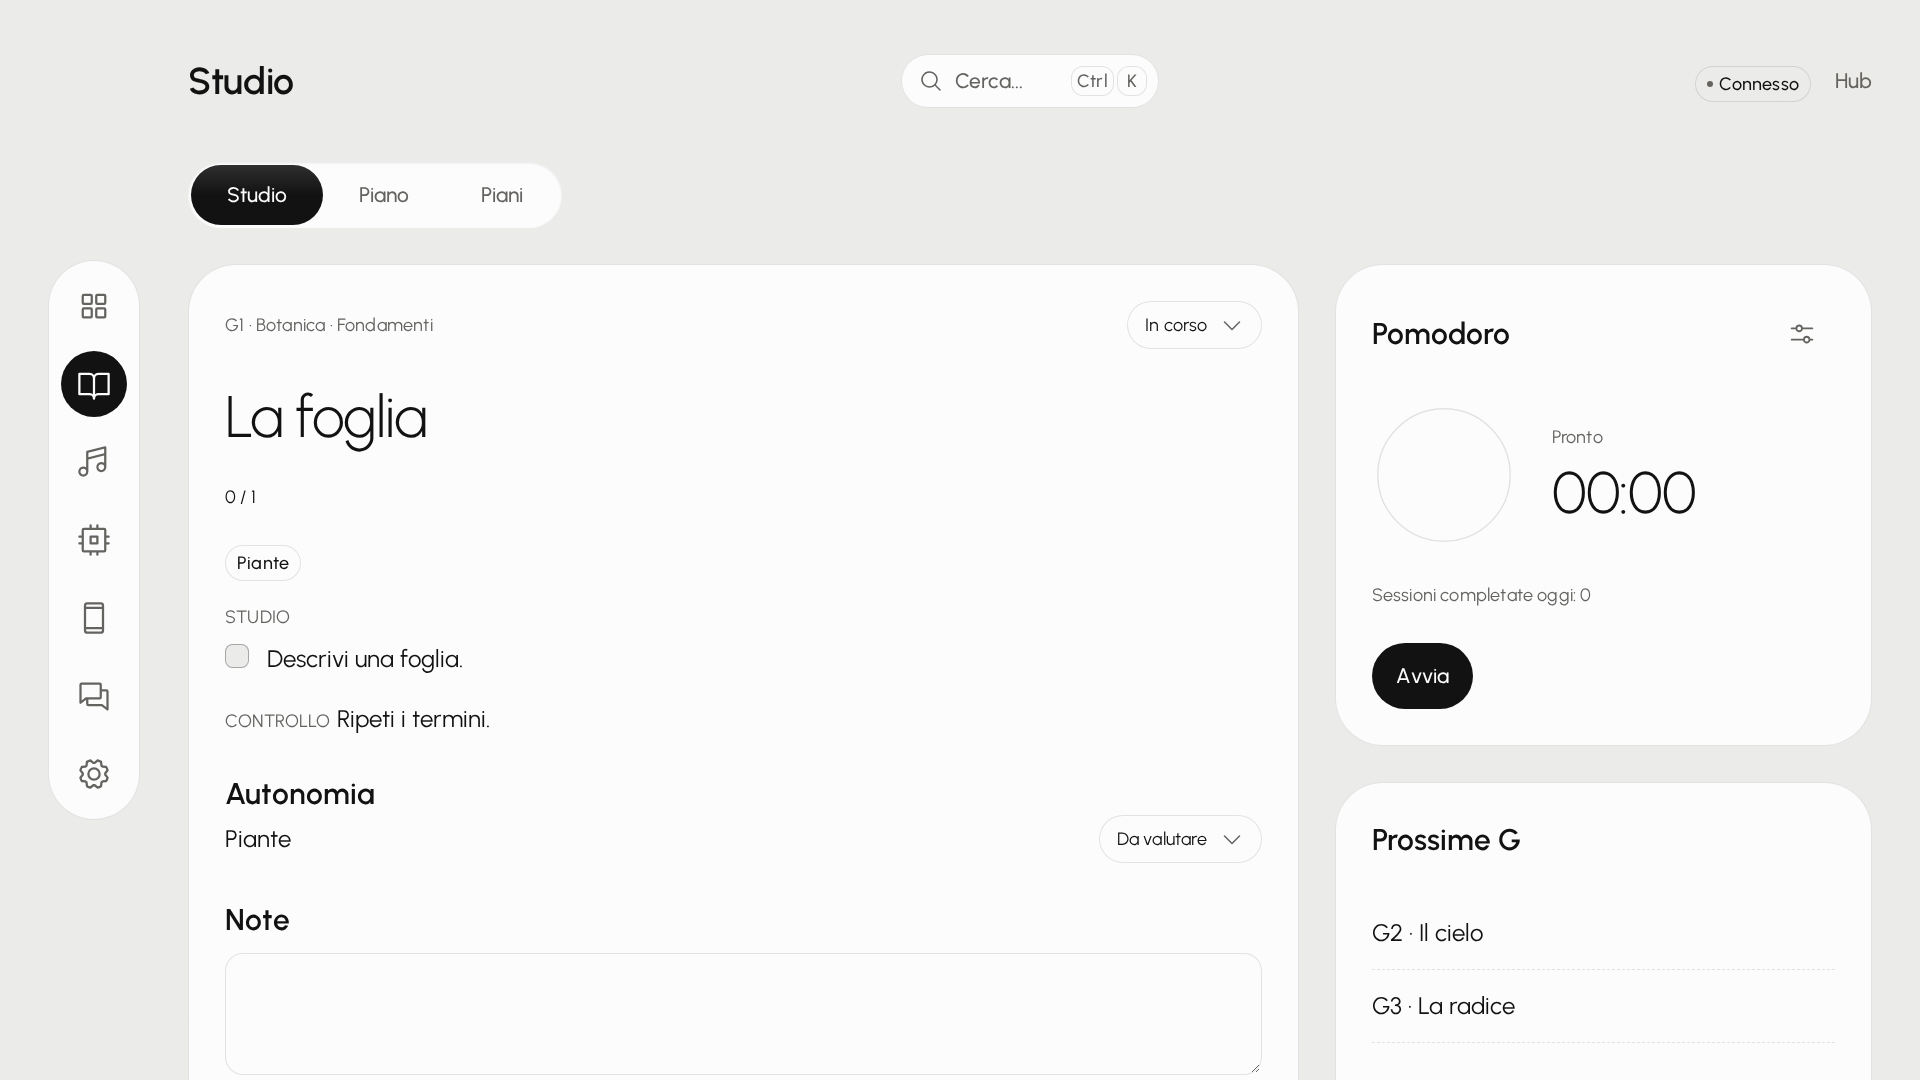 Studio
Cerca...
Ctrl K
Connesso
Hub
Studio
Piano
Piani
G1 · Botanica · Fondamenti
In corso
La foglia
0 / 1
Piante
STUDIO
Descrivi una foglia.
CONTROLLO Ripeti i termini.
Autonomia
Piante
Da valutare
Note
Pomodoro
Pronto
00:00
Sessioni completate oggi: 0
Avvia
Prossime G
G2 · Il cielo
G3 · La radice